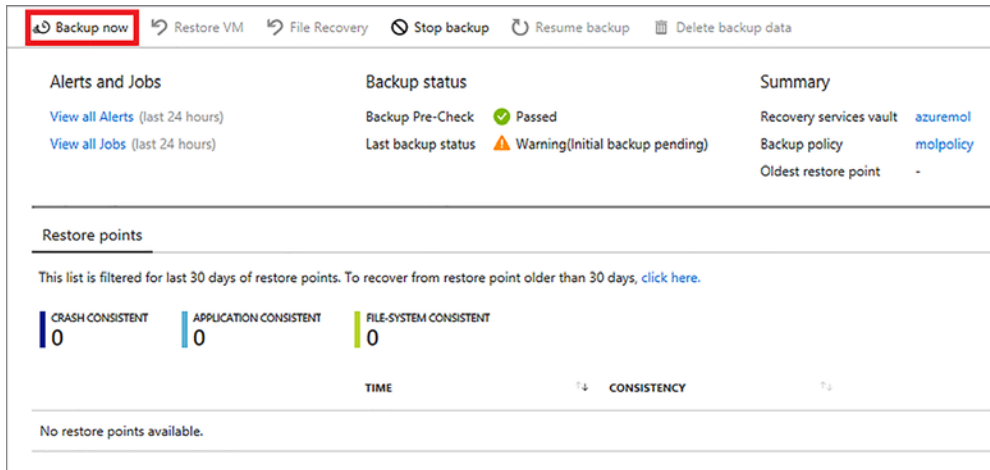 Backup now Restore VM File Recovery Stop backup Resume backup Delete backup data
Alerts and Jobs Backup status Summary
View all Alerts (last 24 hours) Backup Pre-Check Passed Recovery services vault azuremol
View all Jobs (last 24 hours) Last backup status Warning(Initial backup pending) Backup policy molpolicy
Oldest restore point -
Restore points
This list is filtered for last 30 days of restore points. To recover from restore point older than 30 days, click here.
CRASH CONSISTENT APPLICATION CONSISTENT FILE-SYSTEM CONSISTENT
0 0 0
TIME CONSISTENCY
No restore points available.